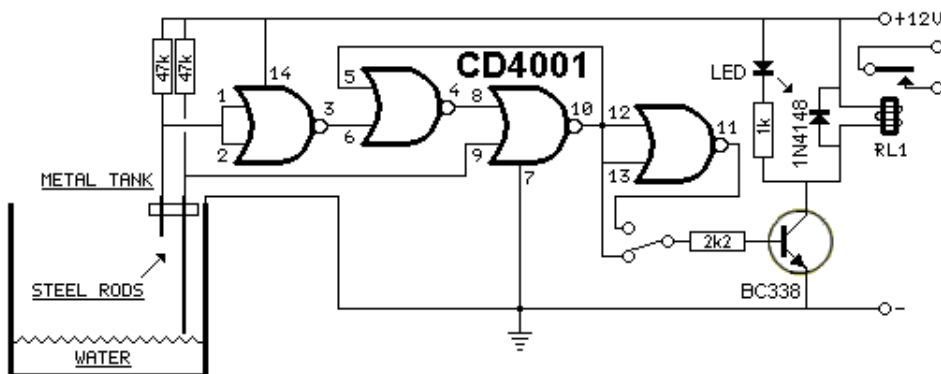 +12V
47k
47k
14
5
CD4001
LED
1
3
4
8
10
12
11
1k
1N4148
2
6
9
7
13
RL1
METAL TANK
STEEL RODS
2k2
BC338
-
WATER